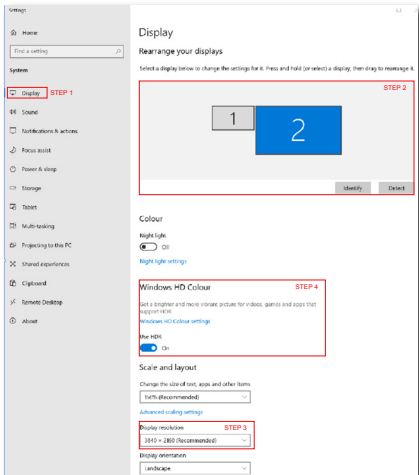 Settings
Home
Find a setting
System
Display STEP 1
Sound
Notifications & actions
Focus assist
Power & sleep
Storage
Tablet
Multi-tasking
Projecting to this PC
Shared experiences
Clipboard
Remote Desktop
About
Display
Rearrange your displays
Select a display below to change the settings for it. Press and hold (or select) a display, then drag to rearrange it.
STEP 2
1 2
Identify Detect
Colour
Night light
Off
Night light settings
Windows HD Colour STEP 4
Get a brighter and more vibrant picture for videos, games and apps that
support HDR.
Windows HD Colour settings
Use HDR
On
Scale and layout
Change the size of text, apps and other items
150% (Recommended)
Advanced scaling settings
Display resolution STEP 3
3840 × 2160 (Recommended)
Display orientation
Landscape